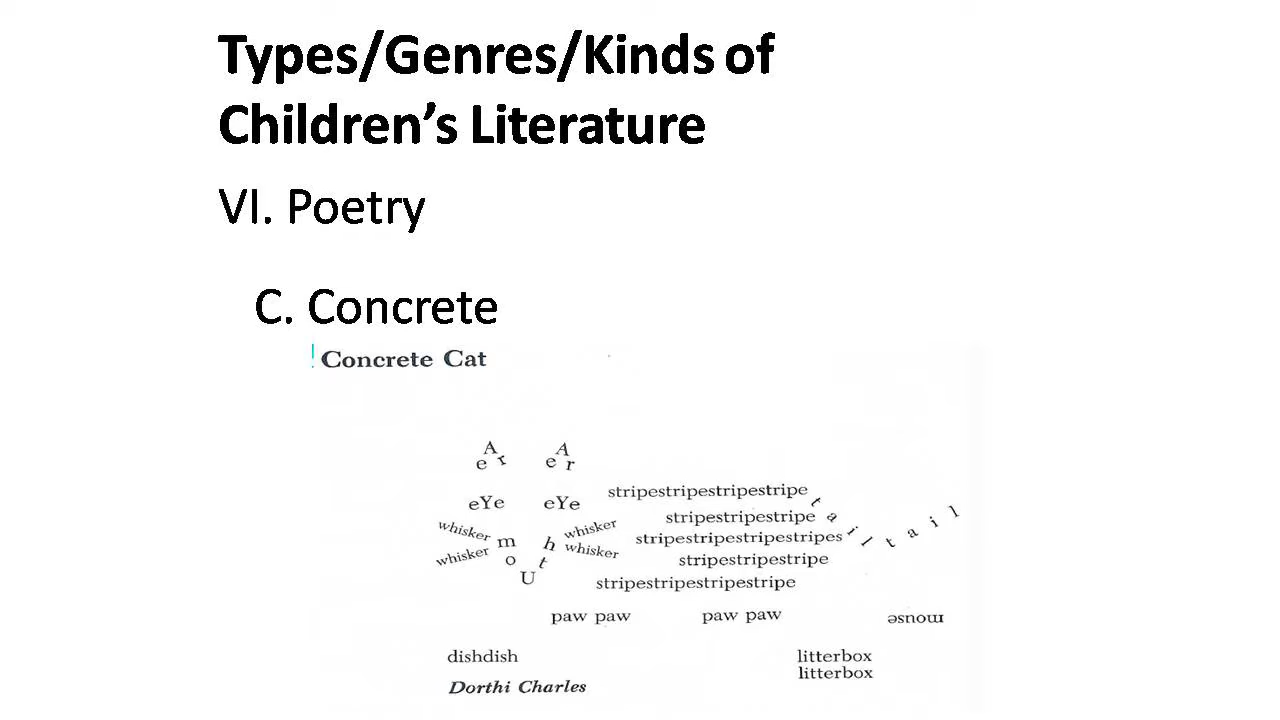 Types/Genres/Kinds of
Children's Literature
VI. Poetry
C. Concrete
Concrete Cat
eAr eAr
eYe eYe
stripestripestripestripe
whisker whisker
stripestripestripe
whisker whisker
moUth
stripestripestripestripes
tail tail
stripestripestripe
stripestripestripestripe
paw paw paw paw mouse
dishdish litterbox
litterbox
Dorthi Charles